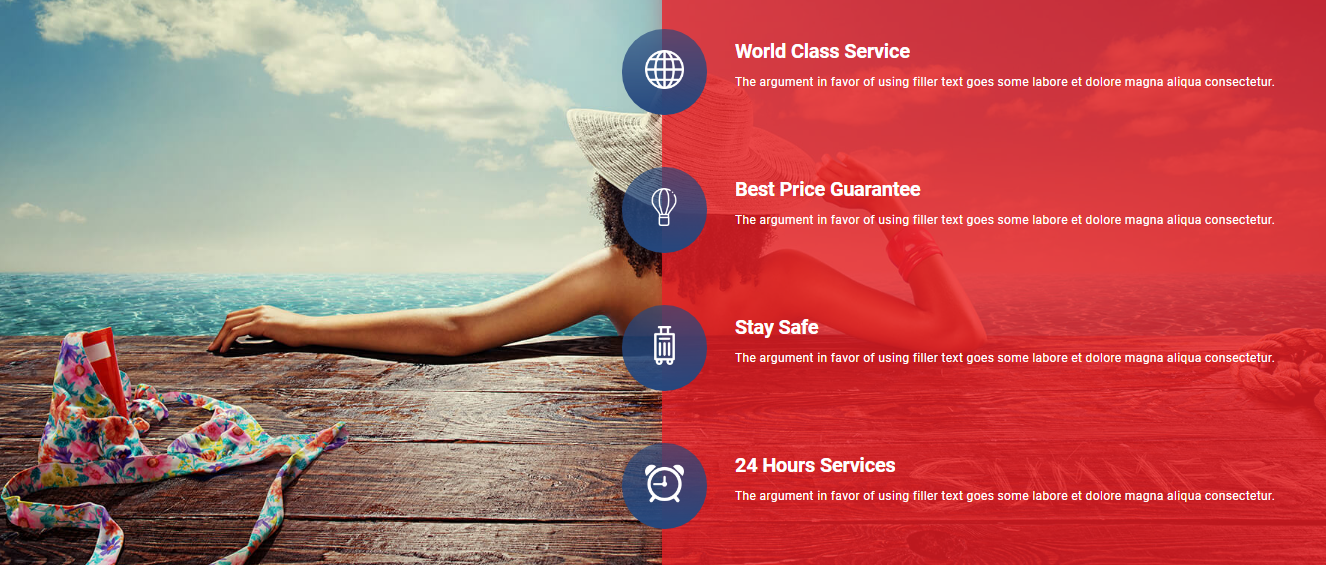 World Class Service
The argument in favor of using filler text goes some labore et dolore magna aliqua consectetur.
Best Price Guarantee
The argument in favor of using filler text goes some labore et dolore magna aliqua consectetur.
Stay Safe
The argument in favor of using filler text goes some labore et dolore magna aliqua consectetur.
24 Hours Services
The argument in favor of using filler text goes some labore et dolore magna aliqua consectetur.